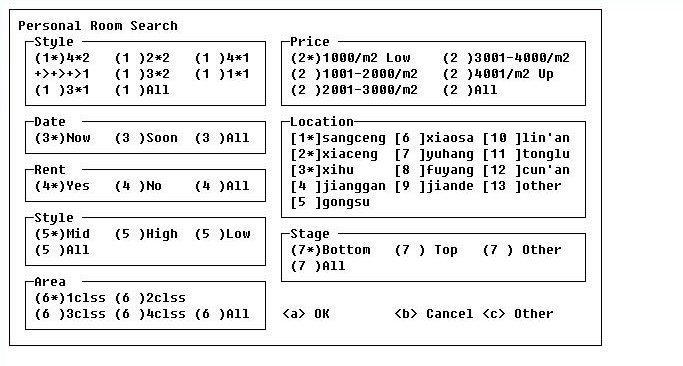 Personal Room Search
Style
(1*)4*2 (1 )2*2 (1 )4*1
+>+>+>1 (1 )3*2 (1 )1*1
(1 )3*1 (1 )All
Price
(2*)1000/m2 Low (2 )3001-4000/m2
(2 )1001-2000/m2 (2 )4001/m2 Up
(2 )2001-3000/m2 (2 )All
Date
(3*)Now (3 )Soon (3 )All
Location
[1*]sangceng [6 ]xiaosa [10 ]lin'an
[2*]xiaceng [7 ]yuhang [11 ]tonglu
[3*]xihu [8 ]fuyang [12 ]cun'an
[4 ]jianggan [9 ]jiande [13 ]other
[5 ]gongsu
Rent
(4*)Yes (4 )No (4 )All
Style
(5*)Mid (5 )High (5 )Low
(5 )All
Stage
(7*)Bottom (7 ) Top (7 ) Other
(7 )All
Area
(6*)1clss (6 )2clss
(6 )3clss (6 )4clss (6 )All
<a> OK <b> Cancel <c> Other